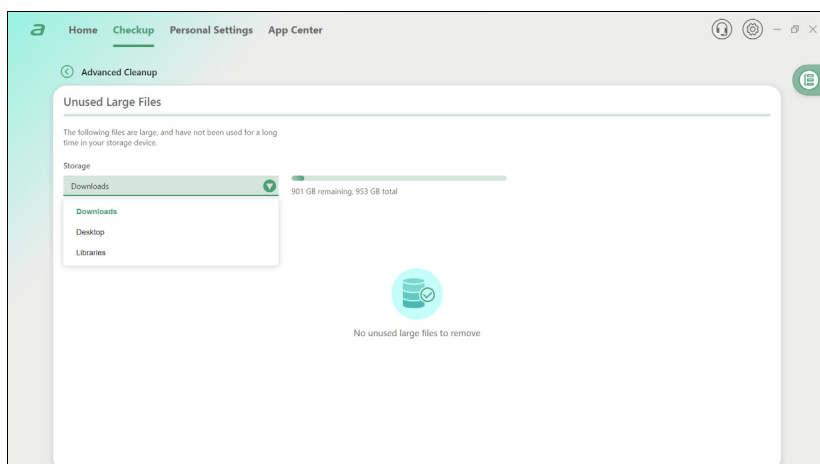 a Home Checkup Personal Settings App Center
Advanced Cleanup
Unused Large Files
The following files are large, and have not been used for a long
time in your storage device.
Storage
Downloads
901 GB remaining, 953 GB total
Downloads
Desktop
Libraries
No unused large files to remove